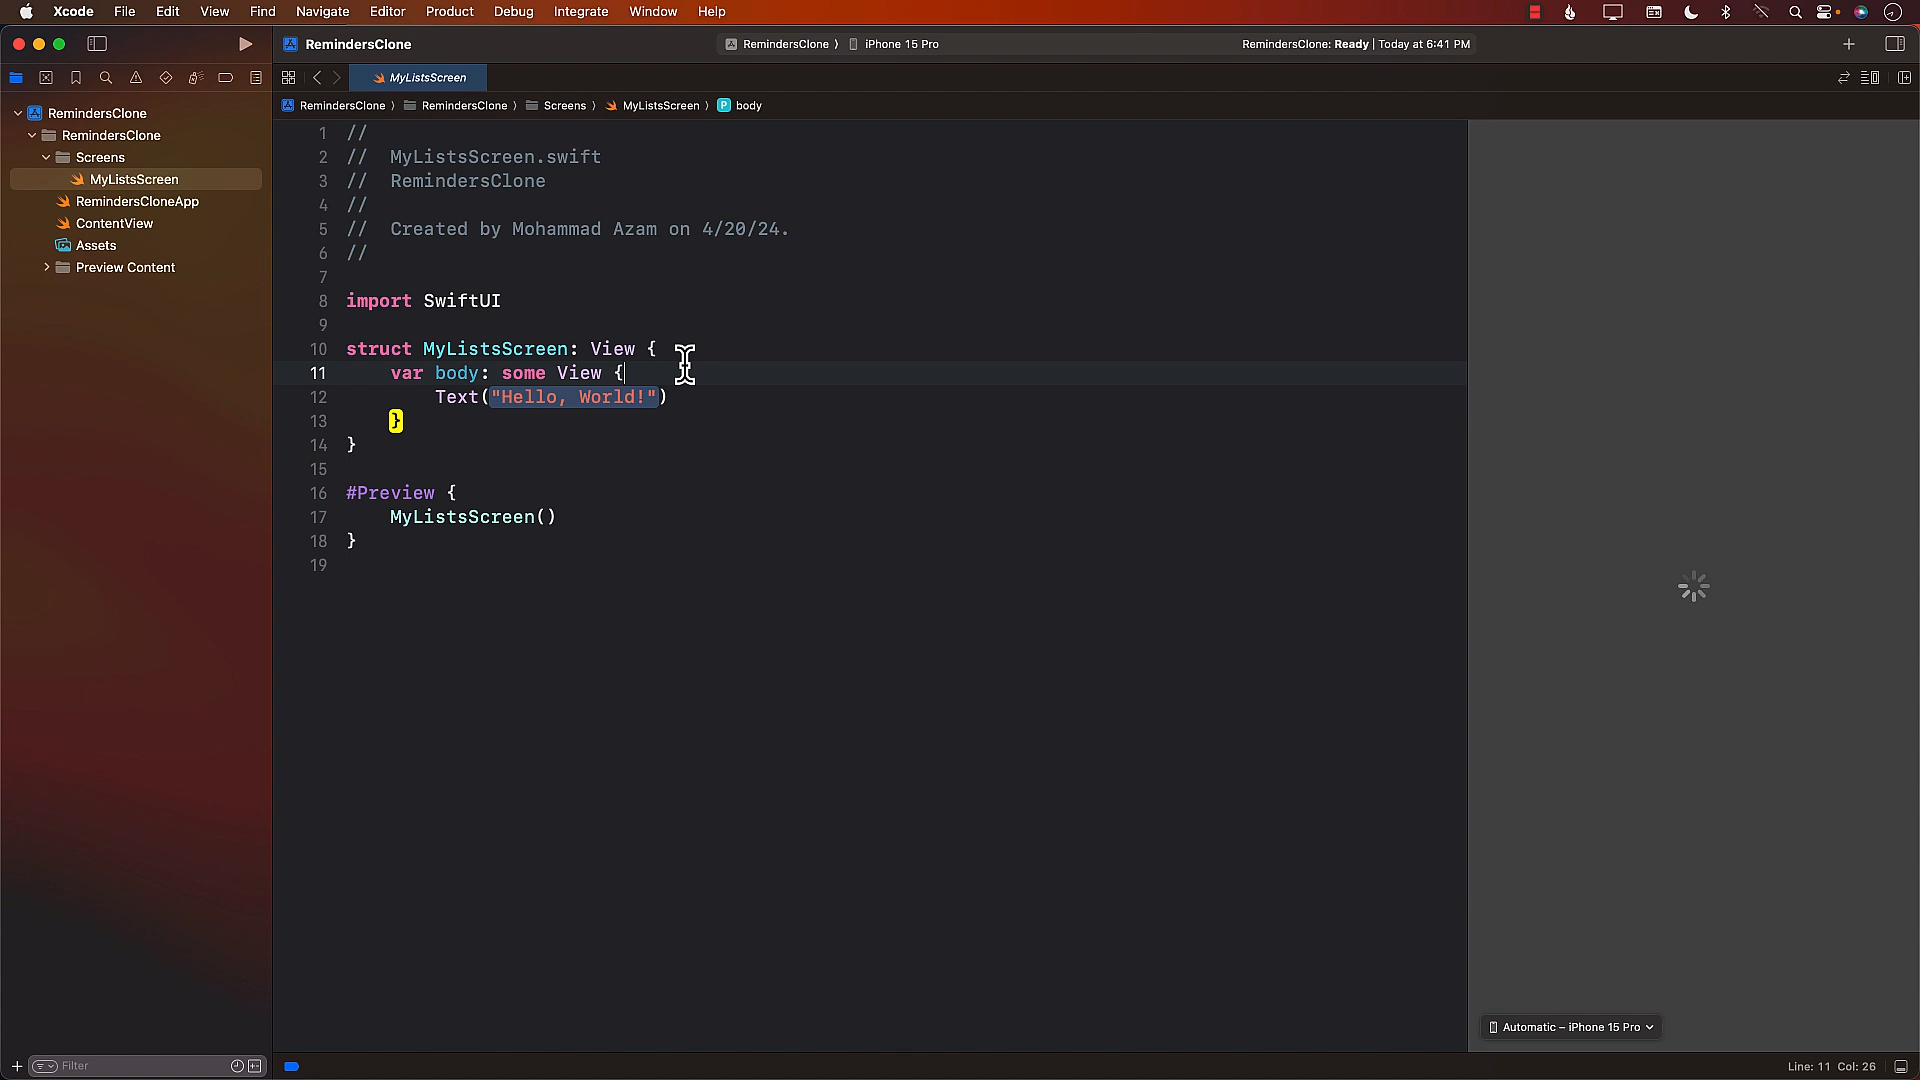 Xcode File Edit View Find Navigate Editor Product Debug Integrate Window Help
RemindersClone
RemindersClone ⟩ iPhone 15 Pro
RemindersClone: Ready | Today at 6:41 PM
MyListsScreen
RemindersClone ⟩ RemindersClone ⟩ Screens ⟩ MyListsScreen ⟩ P body
RemindersClone
RemindersClone
Screens
MyListsScreen
RemindersCloneApp
ContentView
Assets
Preview Content
1 //
2 //  MyListsScreen.swift
3 //  RemindersClone
4 //
5 //  Created by Mohammad Azam on 4/20/24.
6 //
7
8 import SwiftUI
9
10 struct MyListsScreen: View {
11     var body: some View {
12         Text("Hello, World!")
13     }
14 }
15
16 #Preview {
17     MyListsScreen()
18 }
19
Automatic – iPhone 15 Pro
Filter
Line: 11 Col: 26